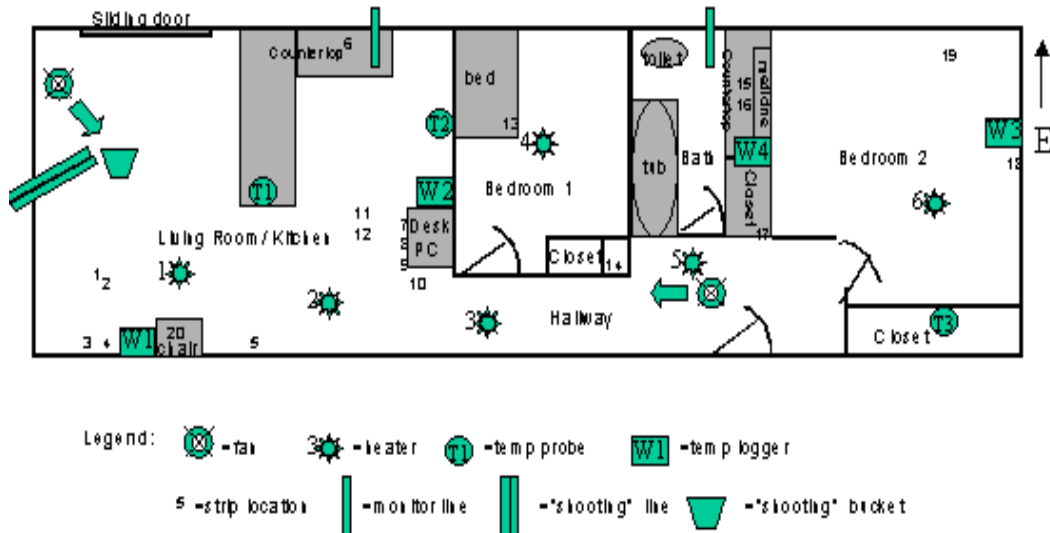 Sliding door
Countertop 6
bed
toilet
Countertop
15
16
medicine
19
T2
13
4
W4
W3
E
T1
W2
Bedroom 1
tub
Bath
Bedroom 2
18
11
12
7
8
9
Desk
PC
Closet
17
6
Living Room / Kitchen
Closet
14
5
1
1 2
10
2
3
Hallway
T3
3 4
W1
20
chair
5
Closet
Legend:
=fan
3 =heater
T1 =temp probe
W1 =temp logger
5 =strip location
=monitor line
="shooting" line
="shooting" bucket